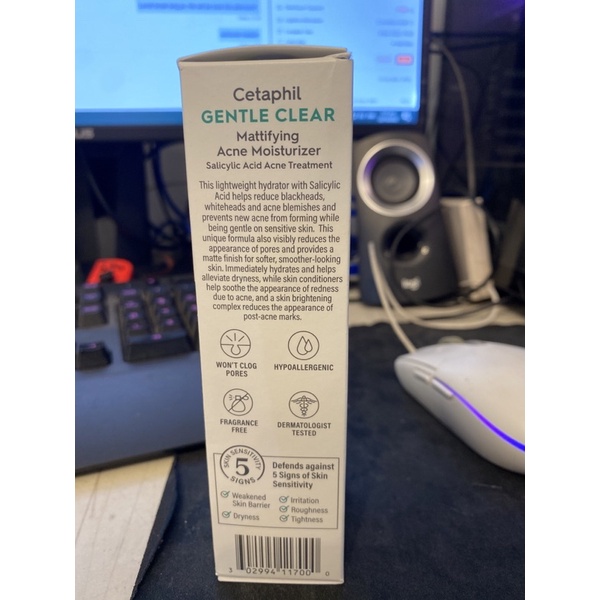 Cetaphil
GENTLE CLEAR
Mattifying
Acne Moisturizer
Salicylic Acid Acne Treatment
This lightweight hydrator with Salicylic
Acid helps reduce blackheads,
whiteheads and acne blemishes and
prevents new acne from forming while
being gentle on sensitive skin. This
unique formula also visibly reduces the
appearance of pores and provides a
matte finish for softer, smoother-looking
skin. Immediately hydrates and helps
alleviate dryness, while skin conditioners
help soothe the appearance of redness
due to acne, and a skin brightening
complex reduces the appearance of
post-acne marks.
WON'T CLOG
PORES
HYPOALLERGENIC
FRAGRANCE
FREE
DERMATOLOGIST
TESTED
SKIN SENSITIVITY
5
SIGNS
Defends against
5 Signs of Skin
Sensitivity
Weakened
Skin Barrier
Dryness
Irritation
Roughness
Tightness
3 02994 11700 0
logi